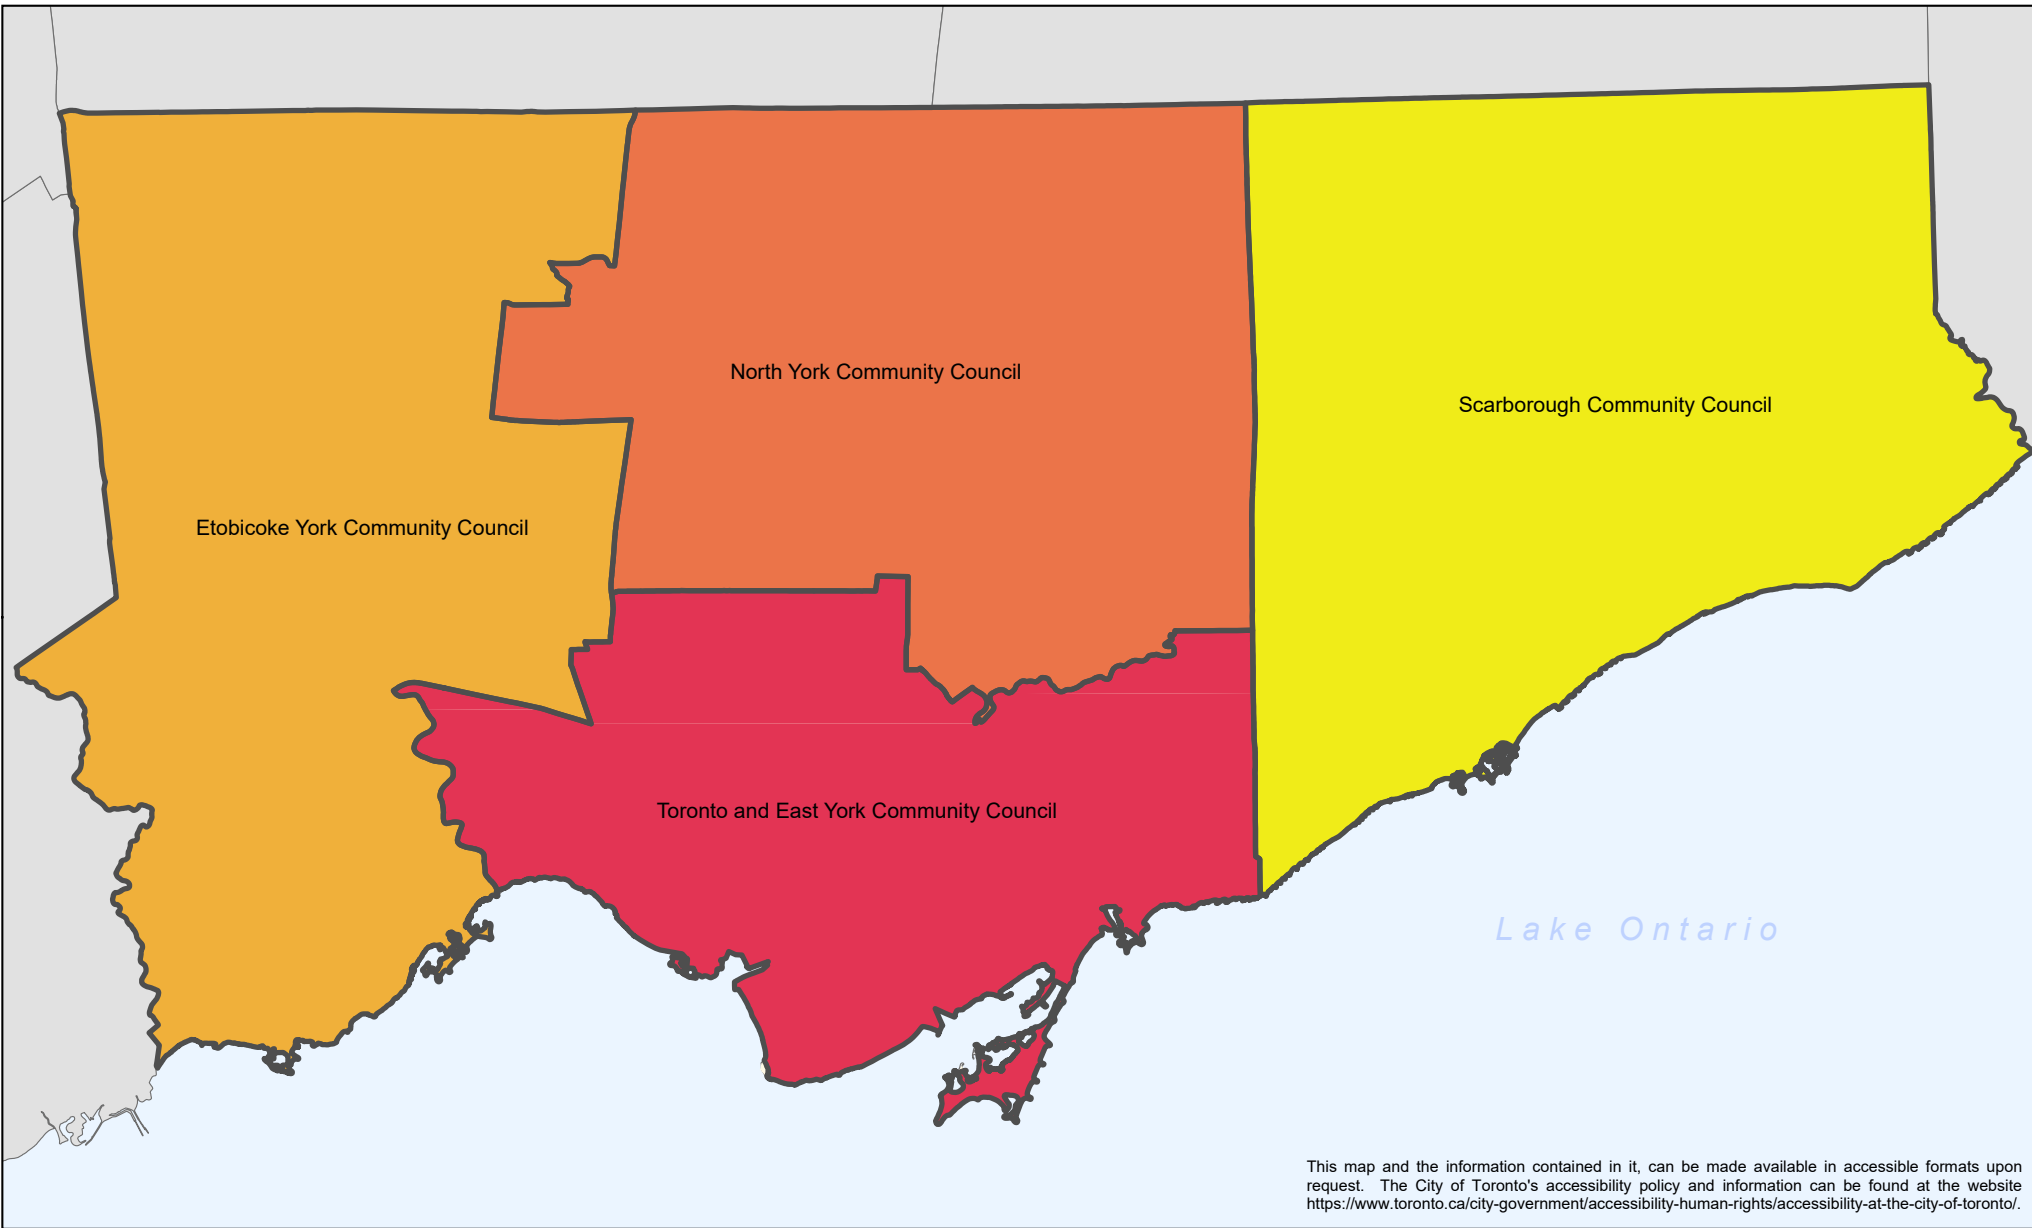 North York Community Council
Scarborough Community Council
Etobicoke York Community Council
Toronto and East York Community Council
Lake Ontario
This map and the information contained in it, can be made available in accessible formats upon
request. The City of Toronto's accessibility policy and information can be found at the website
https://www.toronto.ca/city-government/accessibility-human-rights/accessibility-at-the-city-of-toronto/.